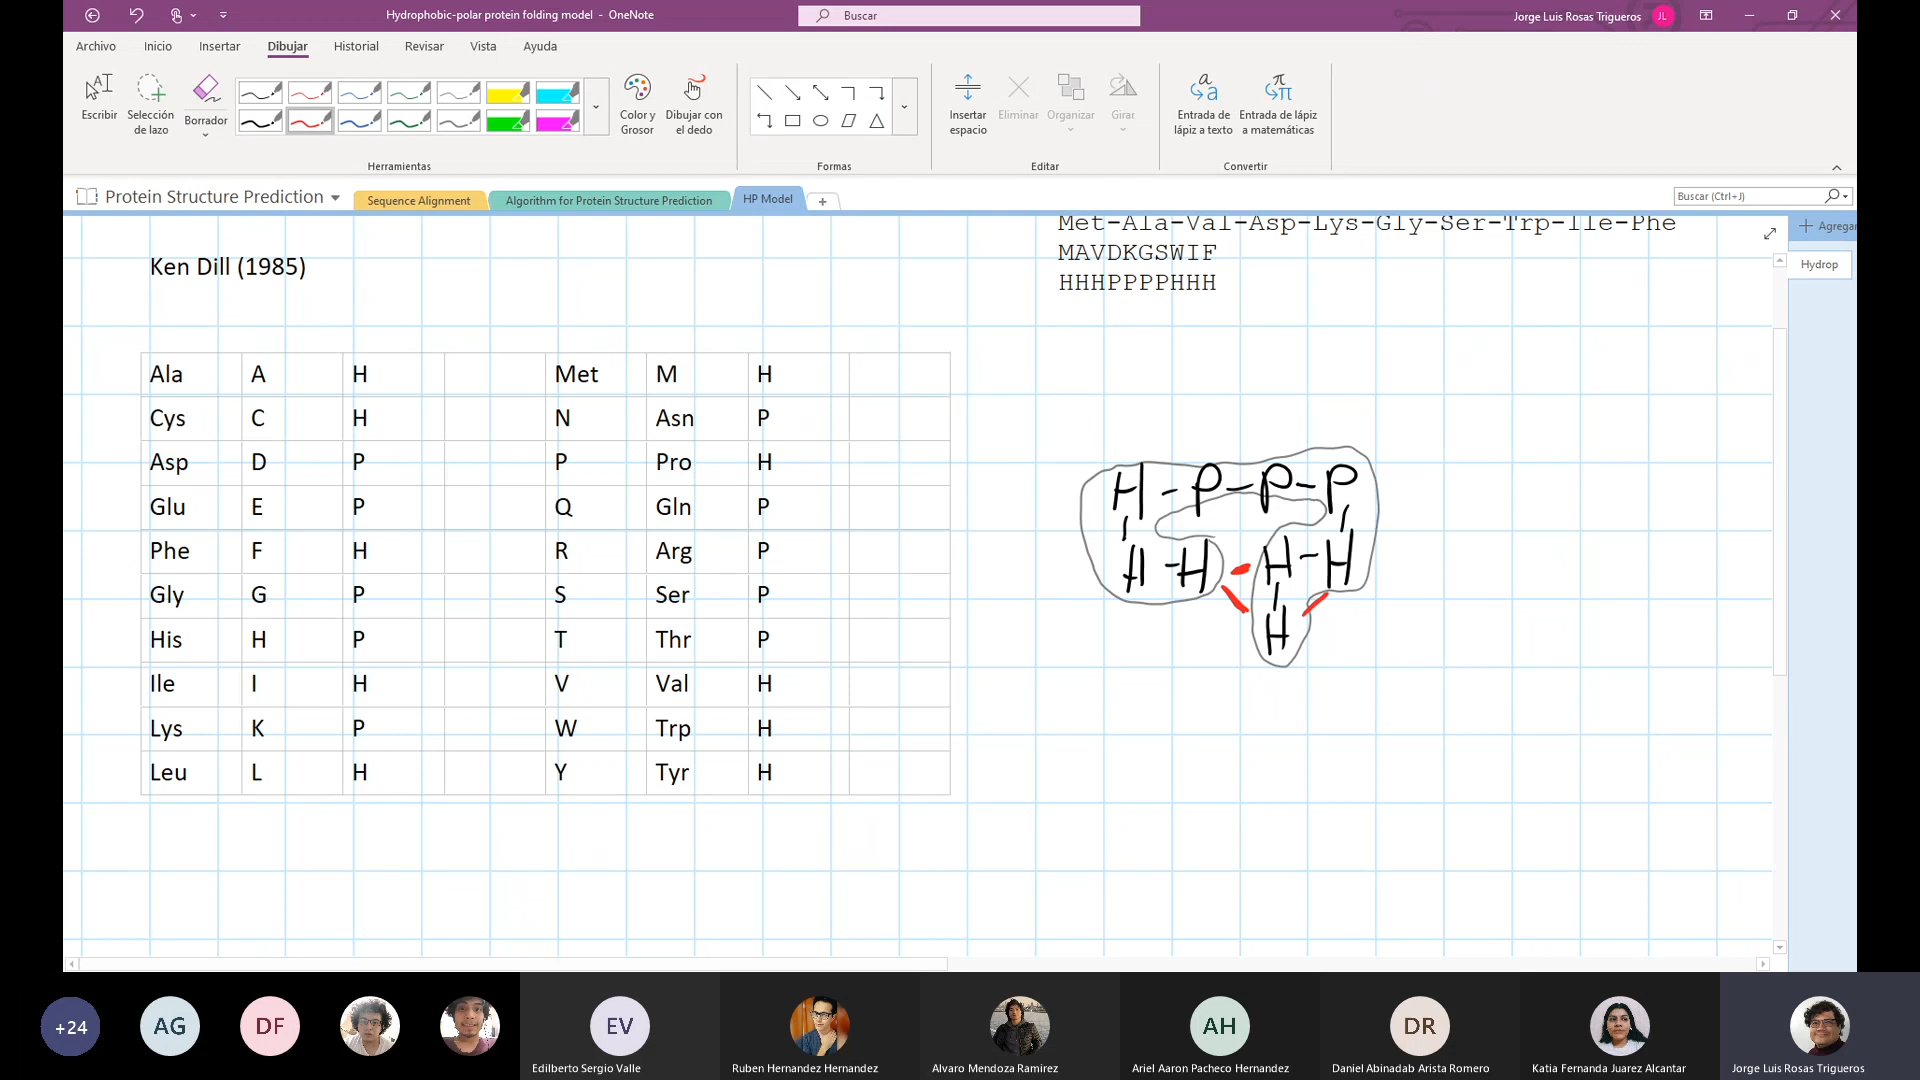 Hydrophobic-polar protein folding model - OneNote
Buscar
Jorge Luis Rosas Trigueros
JL
Archivo Inicio Insertar Dibujar Historial Revisar Vista Ayuda
Escribir
Selección de lazo
Borrador
Color y Grosor
Dibujar con el dedo
Insertar espacio
Eliminar
Organizar
Girar
Entrada de lápiz a texto
Entrada de lápiz a matemáticas
Herramientas
Formas
Editar
Convertir
Protein Structure Prediction
Sequence Alignment
Algorithm for Protein Structure Prediction
HP Model
Buscar (Ctrl+J)
Agregar
Hydrop
Ken Dill (1985)
Met-Ala-Val-Asp-Lys-Gly-Ser-Trp-Ile-Phe
MAVDKGSWIF
HHHPPPPHHH
Ala A H Met M H
Cys C H N Asn P
Asp D P P Pro H
Glu E P Q Gln P
Phe F H R Arg P
Gly G P S Ser P
His H P T Thr P
Ile I H V Val H
Lys K P W Trp H
Leu L H Y Tyr H
H-P-P-P
H-H-H-H
H
+24
AG
DF
EV
AH
DR
Edilberto Sergio Valle
Ruben Hernandez Hernandez
Alvaro Mendoza Ramirez
Ariel Aaron Pacheco Hernandez
Daniel Abinadab Arista Romero
Katia Fernanda Juarez Alcantar
Jorge Luis Rosas Trigueros